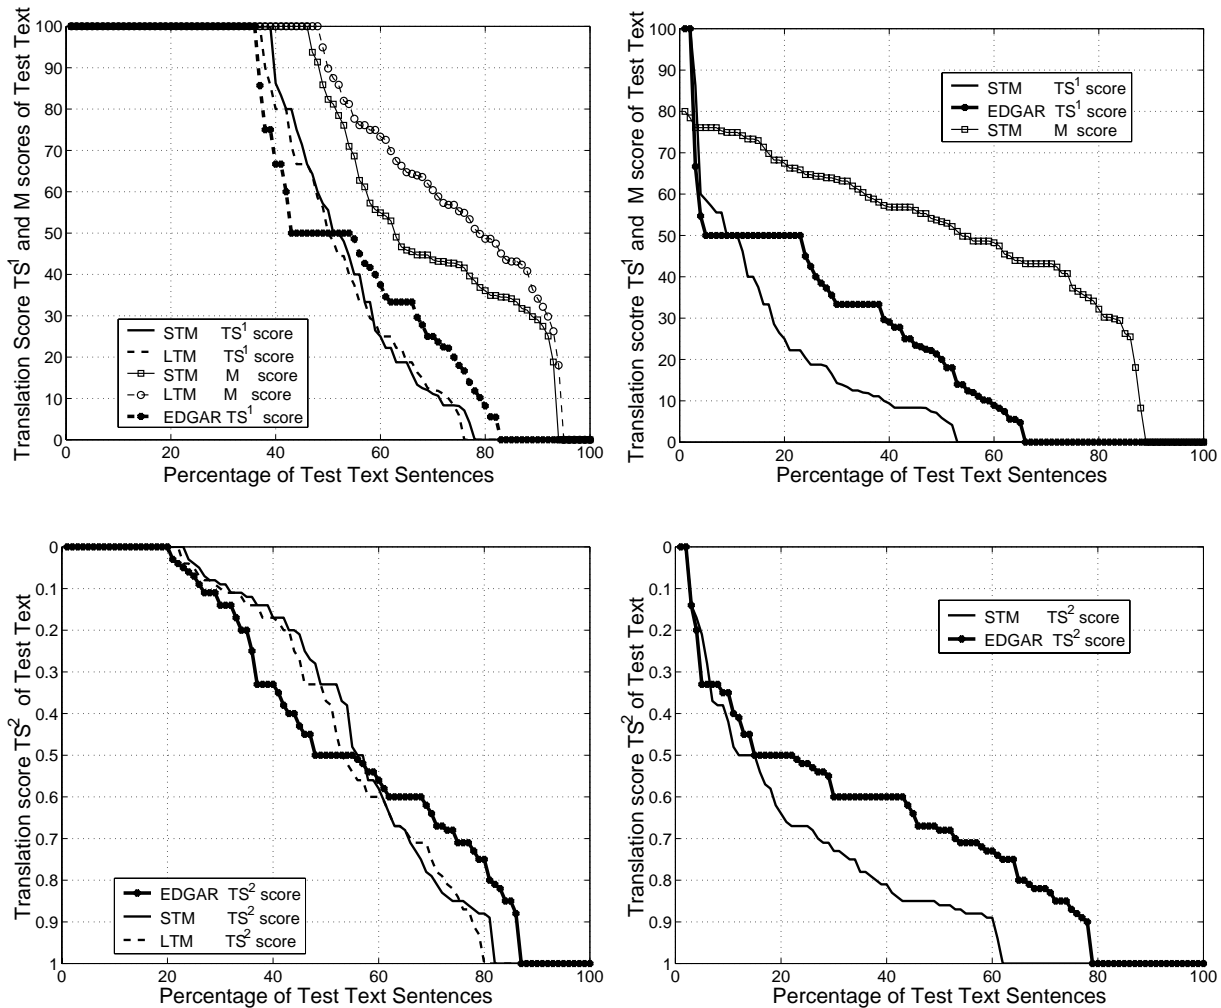 Translation Score TS1 and M scores of Test Text
100
90
80
70
60
50
40
30
20
10
0
STM TS1 score
LTM TS1 score
STM M score
LTM M score
EDGAR TS1 score
0 20 40 60 80 100
Percentage of Test Text Sentences
Translation scotre TS1 and M score of Test Text
100
90
80
70
60
50
40
30
20
10
0
STM TS1 score
EDGAR TS1 score
STM M score
0 20 40 60 80 100
Percentage of Test Text Sentences
Translation score TS2 of Test Text
0
0.1
0.2
0.3
0.4
0.5
0.6
0.7
0.8
0.9
1
EDGAR TS2 score
STM TS2 score
LTM TS2 score
0 20 40 60 80 100
Percentage of Test Text Sentences
Translation score TS2 of Test Text
0
0.1
0.2
0.3
0.4
0.5
0.6
0.7
0.8
0.9
1
STM TS2 score
EDGAR TS2 score
0 20 40 60 80 100
Percentage of Test Text Sentences